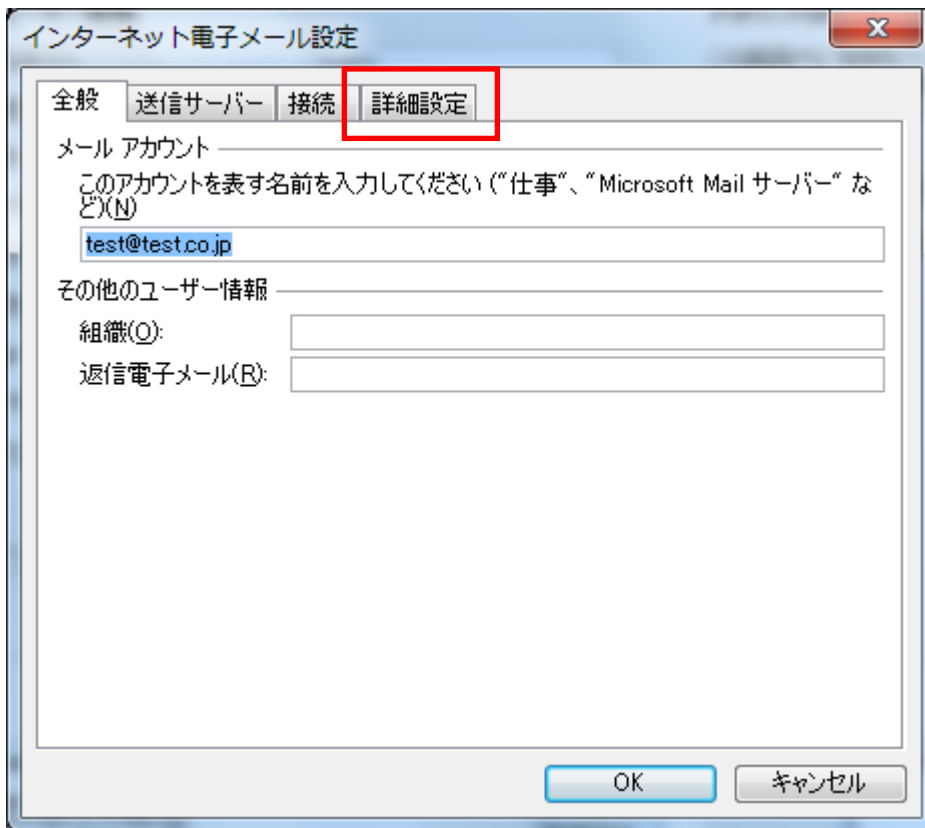 インターネット電子メール設定
全般 送信サーバー 接続 詳細設定
メール アカウント
このアカウントを表す名前を入力してください ("仕事"、"Microsoft Mail サーバー" な
ど)(N)
test@test.co.jp
その他のユーザー情報
組織(O):
返信電子メール(R):
OK キャンセル